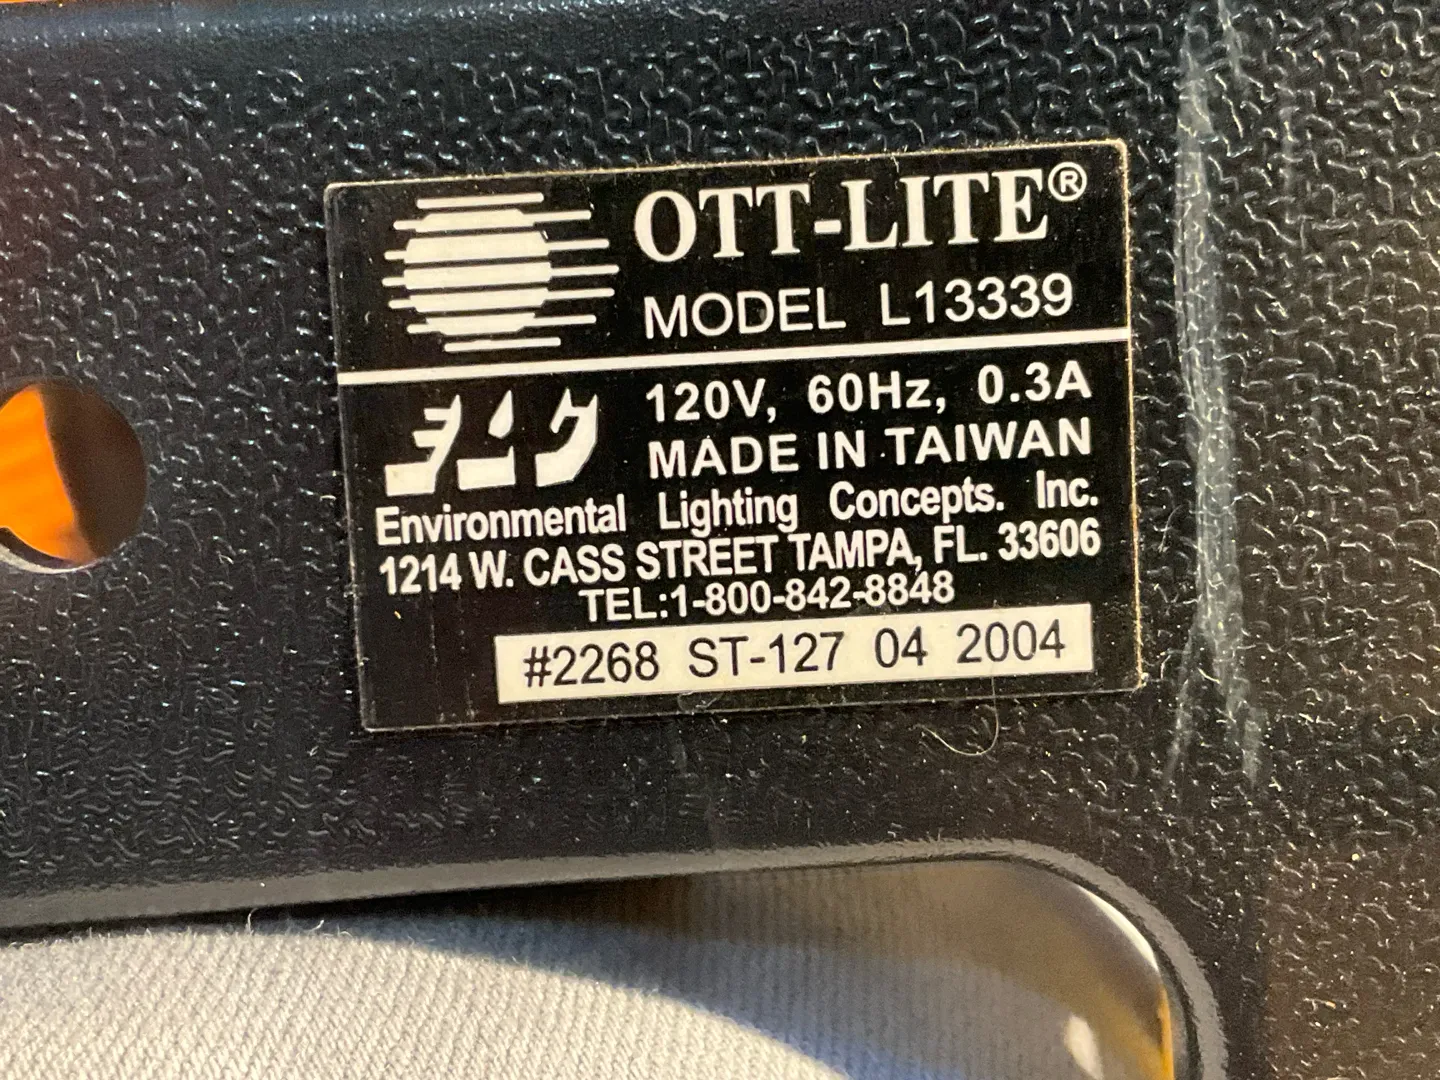 OTT-LITE®
MODEL L13339
120V, 60Hz, 0.3A
MADE IN TAIWAN
Environmental Lighting Concepts. Inc.
1214 W. CASS STREET TAMPA, FL. 33606
TEL:1-800-842-8848
#2268 ST-127 04 2004